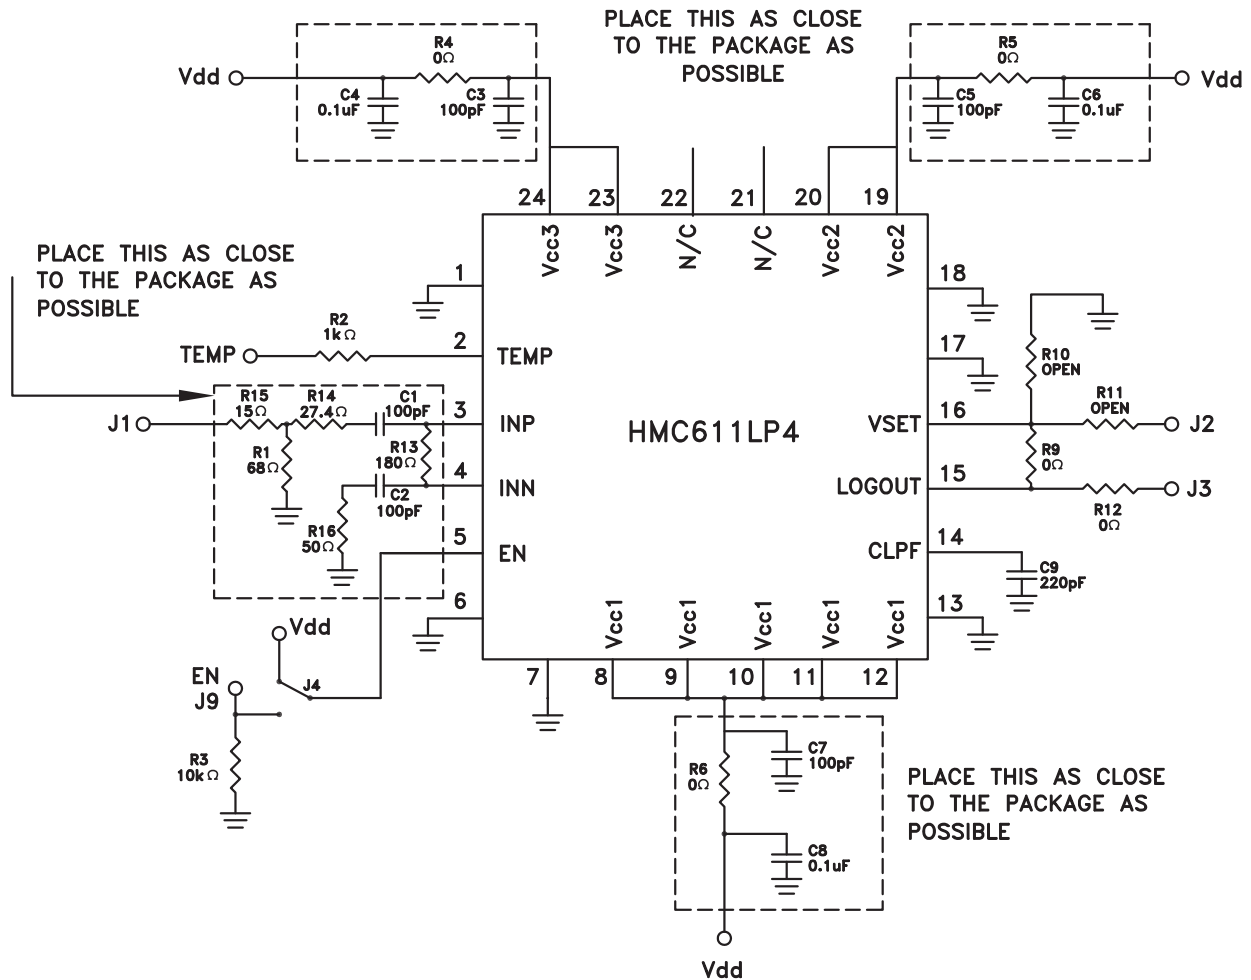 PLACE THIS AS CLOSE
TO THE PACKAGE AS
POSSIBLE
Vdd
R4
0Ω
C4
0.1uF
C3
100pF
R5
0Ω
C5
100pF
C6
0.1uF
Vdd
24
23
22
21
20
19
Vcc3
Vcc3
N/C
N/C
Vcc2
Vcc2
PLACE THIS AS CLOSE
TO THE PACKAGE AS
POSSIBLE
1
18
R2
1kΩ
TEMP
2
TEMP
17
R10
OPEN
R15
15Ω
R14
27.4Ω
C1
100pF
J1
3
INP
HMC611LP4
VSET
16
R11
OPEN
J2
R1
68Ω
R13
180Ω
R9
0Ω
4
INN
LOGOUT
15
J3
C2
100pF
R12
0Ω
R16
50Ω
5
EN
CLPF
14
C9
220pF
6
13
Vcc1
Vcc1
Vcc1
Vcc1
Vcc1
Vdd
EN
J9
J4
7
8
9
10
11
12
R3
10kΩ
R6
0Ω
C7
100pF
C8
0.1uF
PLACE THIS AS CLOSE
TO THE PACKAGE AS
POSSIBLE
Vdd